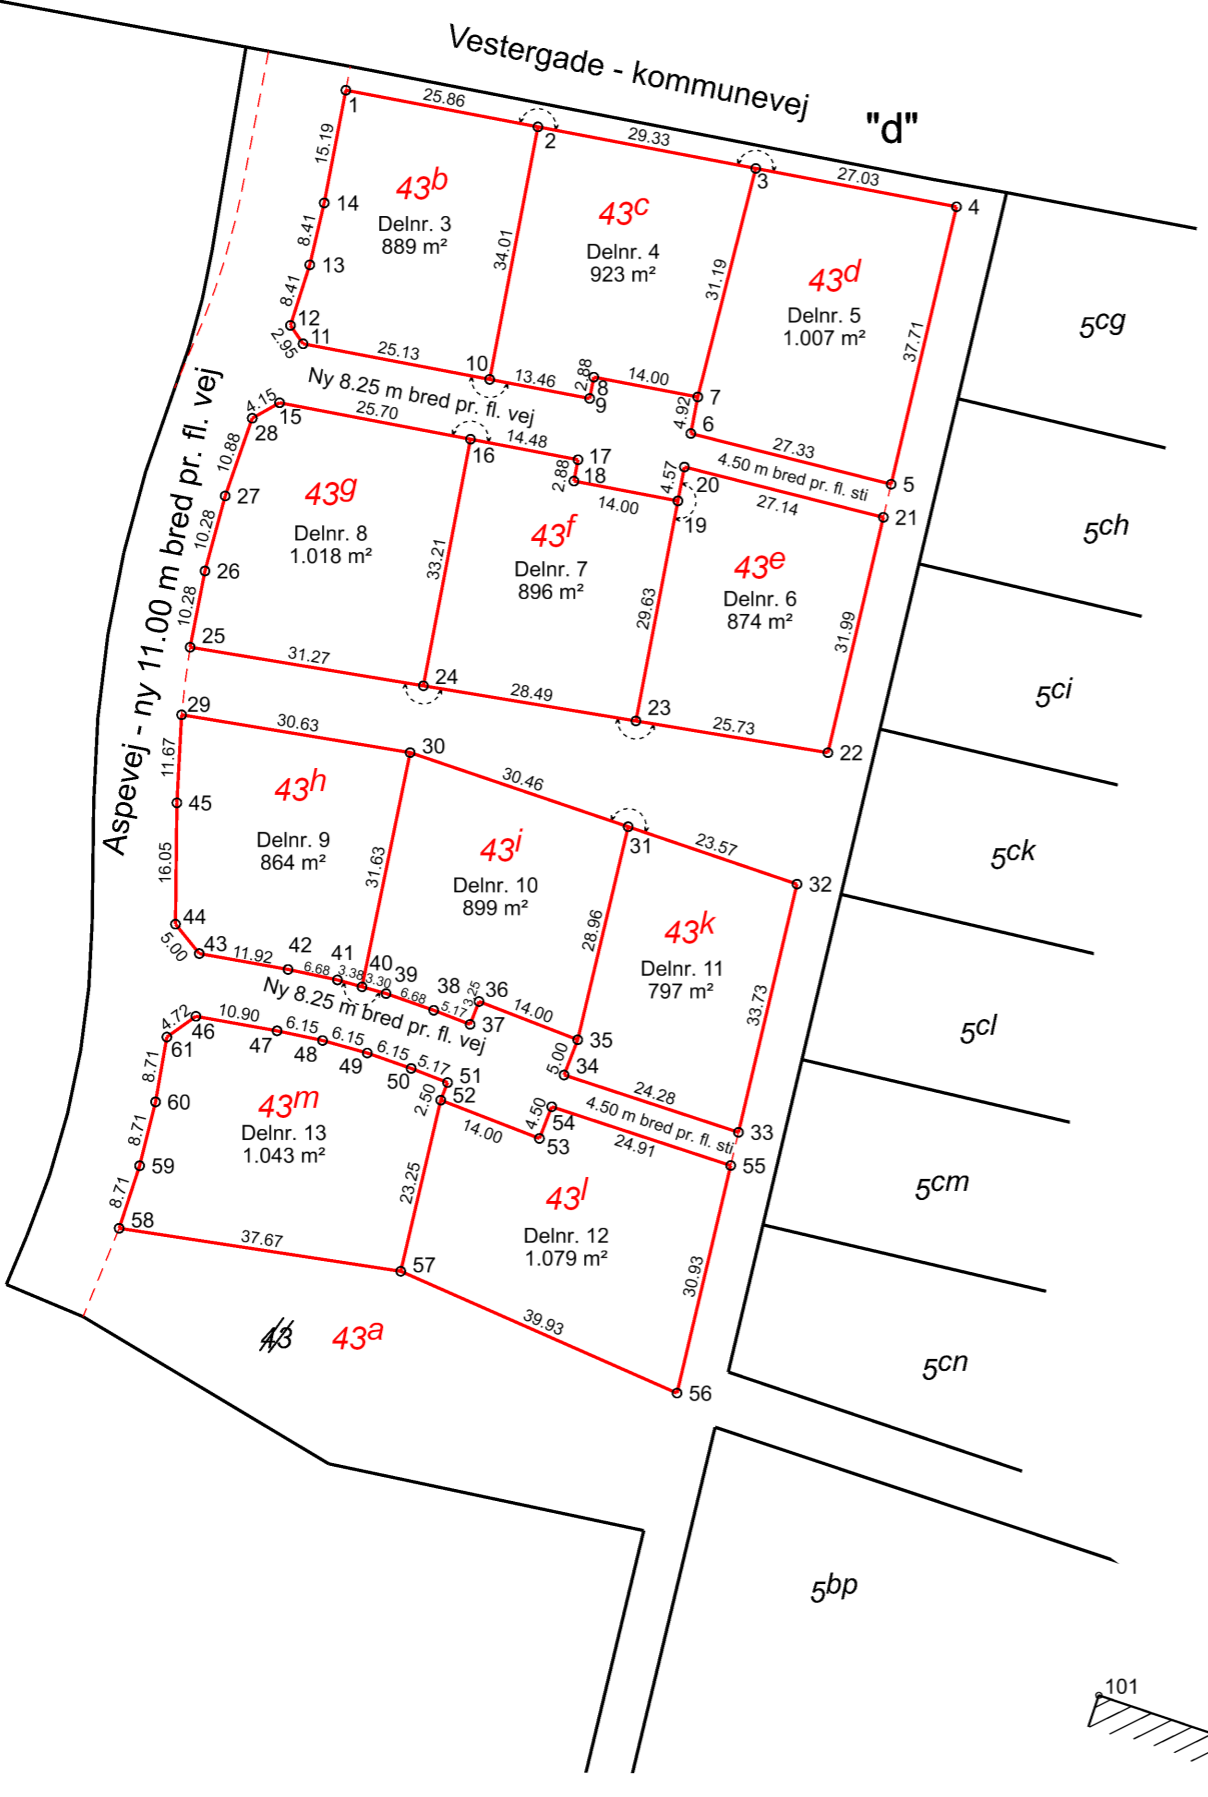 Vestergade - kommunevej
"d"
25.86
29.33
27.03
1
2
3
4
15.19
14
8.41
13
8.41
12
2.95
11
43b
Delnr. 3
889 m²
34.01
43c
Delnr. 4
923 m²
31.19
43d
Delnr. 5
1.007 m²
37.71
5cg
25.13
10
13.46
2.88
8
9
14.00
7
4.92
6
27.33
5
Ny 8.25 m bred pr. fl. vej
4.50 m bred pr. fl. sti
4.15
15
28
25.70
16
14.48
17
2.88
18
14.00
4.57
20
19
27.14
21
5ch
10.88
27
10.28
26
10.28
25
43g
Delnr. 8
1.018 m²
33.21
43f
Delnr. 7
896 m²
29.63
43e
Delnr. 6
874 m²
31.99
Aspevej - ny 11.00 m bred pr. fl. vej
31.27
24
28.49
23
25.73
22
5ci
29
30.63
30
30.46
31
23.57
32
11.67
45
16.05
44
5.00
43
43h
Delnr. 9
864 m²
31.63
43i
Delnr. 10
899 m²
28.96
43k
Delnr. 11
797 m²
33.73
5ck
11.92
42
6.68
41
3.38
40
3.30
39
6.68
38
5.17
3.25
36
37
14.00
35
5.00
34
24.28
33
Ny 8.25 m bred pr. fl. vej
4.50 m bred pr. fl. sti
5cl
4.72
46
61
10.90
47
6.15
48
6.15
49
6.15
50
5.17
51
52
2.50
14.00
4.50
54
53
24.91
55
8.71
60
8.71
59
8.71
58
43m
Delnr. 13
1.043 m²
23.25
43l
Delnr. 12
1.079 m²
30.93
5cm
37.67
57
39.93
56
43
43a
5cn
5bp
101